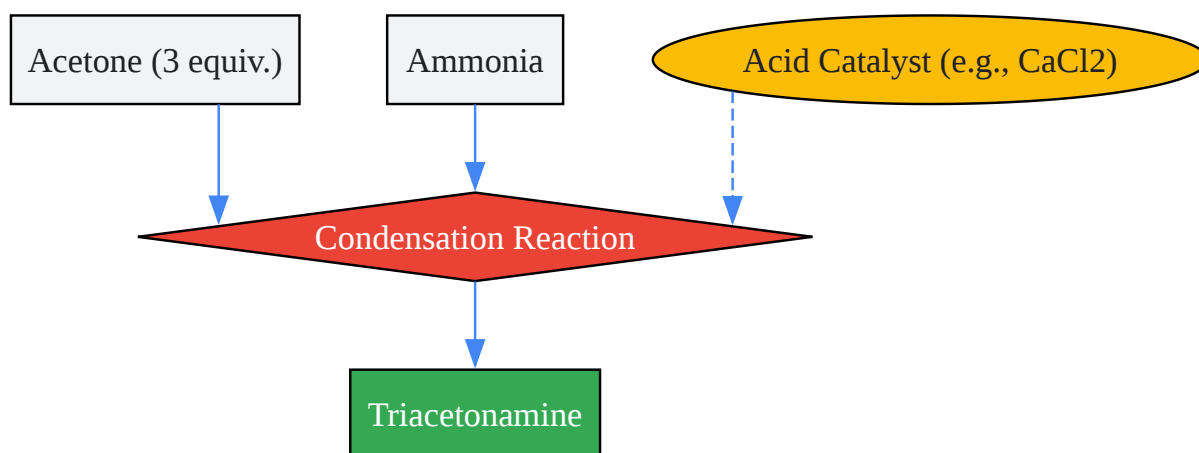 Acetone (3 equiv.)
Ammonia
Acid Catalyst (e.g., CaCl2)
Condensation Reaction
Triacetonamine